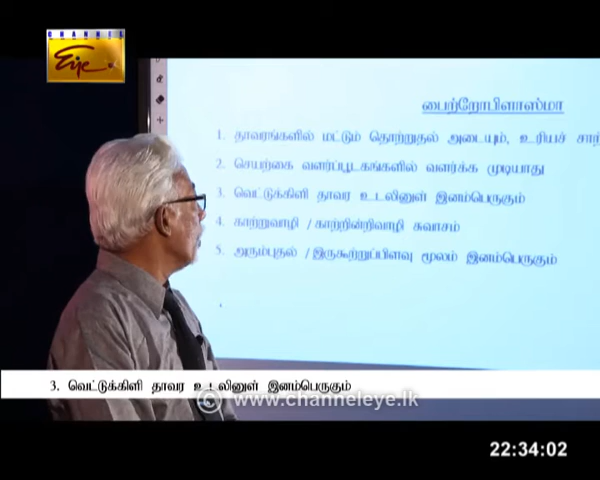 CHANNEL
Eye
பைற்றோபிளாஸ்மா
1. தாவரங்களில் மட்டும் தொற்றுதல் அடையும், உரியச்
2. செயற்கை வளர்ப்பூடகங்களில் வளர்க்க முடியாது
3. வெட்டுக்கிளி தாவர உடலினுள் இனம்பெருகும்
4. காற்றுவாழி / காற்றின்றிவாழி சுவாசம்
5. அரும்புதல் / இருகூற்றுப்பிளவு மூலம் இனம்பெருகும்
3. வெட்டுக்கிளி தாவர உடலினுள் இனம்பெருகும்
© www.channeleye.lk
22:34:02